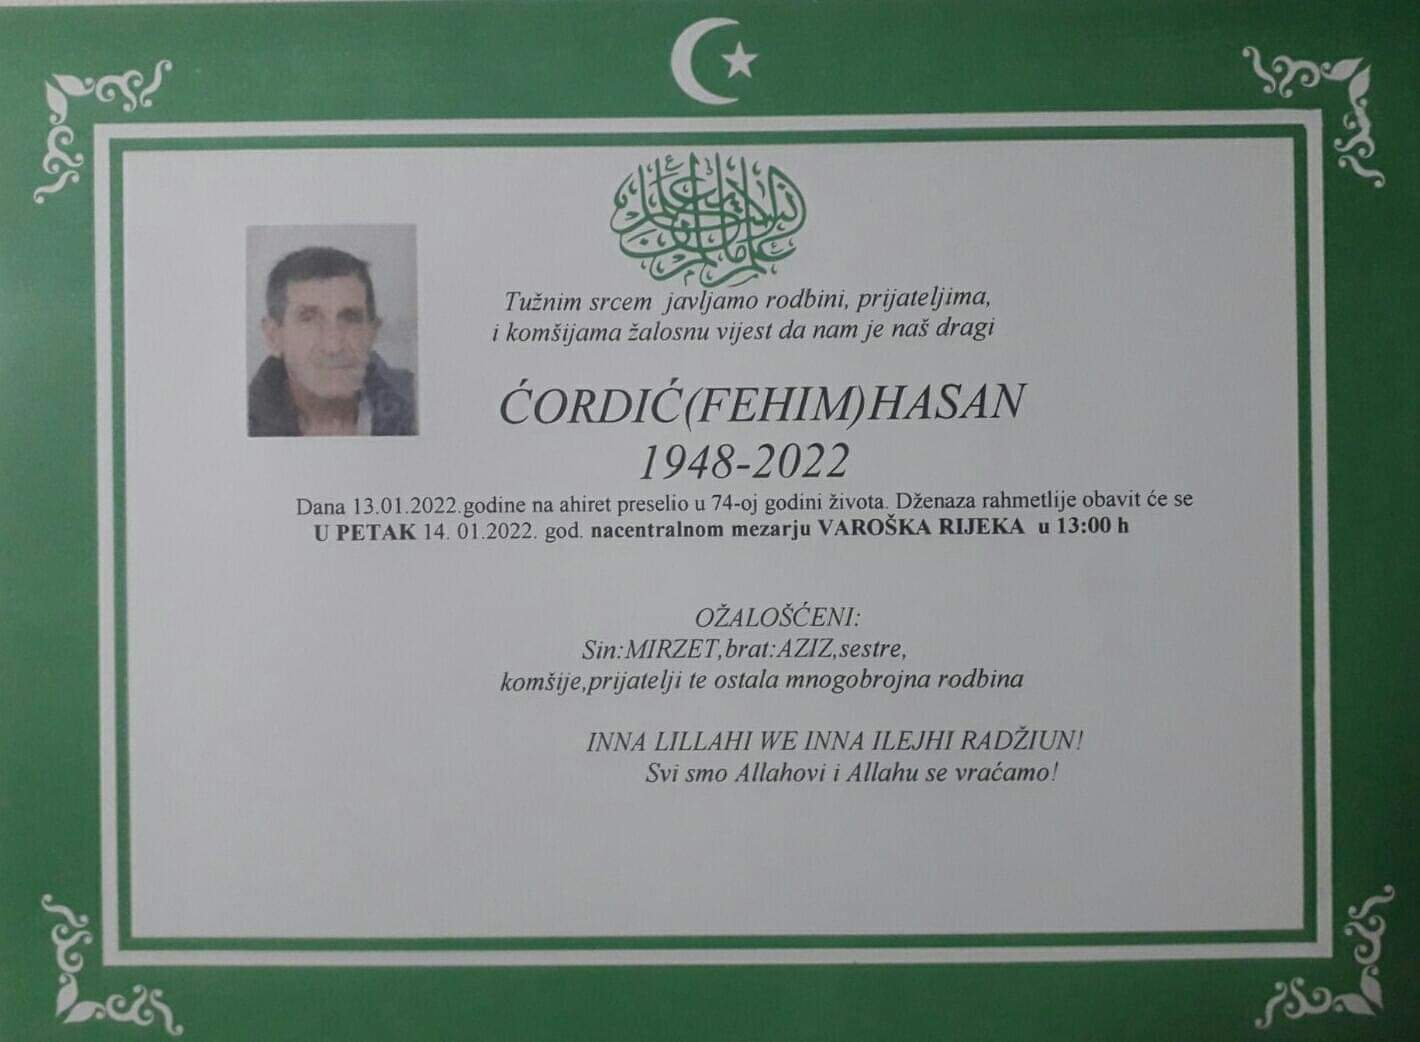 Tužnim srcem javljamo rodbini, prijateljima,
i komšijama žalosnu vijest da nam je naš dragi
ĆORDIĆ(FEHIM)HASAN
1948-2022
Dana 13.01.2022.godine na ahiret preselio u 74-oj godini života. Dženaza rahmetlije obavit će se
U PETAK 14. 01.2022. god. nacentralnom mezarju VAROŠKA RIJEKA u 13:00 h
OŽALOŠĆENI:
Sin:MIRZET,brat:AZIZ,sestre,
komšije,prijatelji te ostala mnogobrojna rodbina
INNA LILLAHI WE INNA ILEJHI RADŽIUN!
Svi smo Allahovi i Allahu se vraćamo!